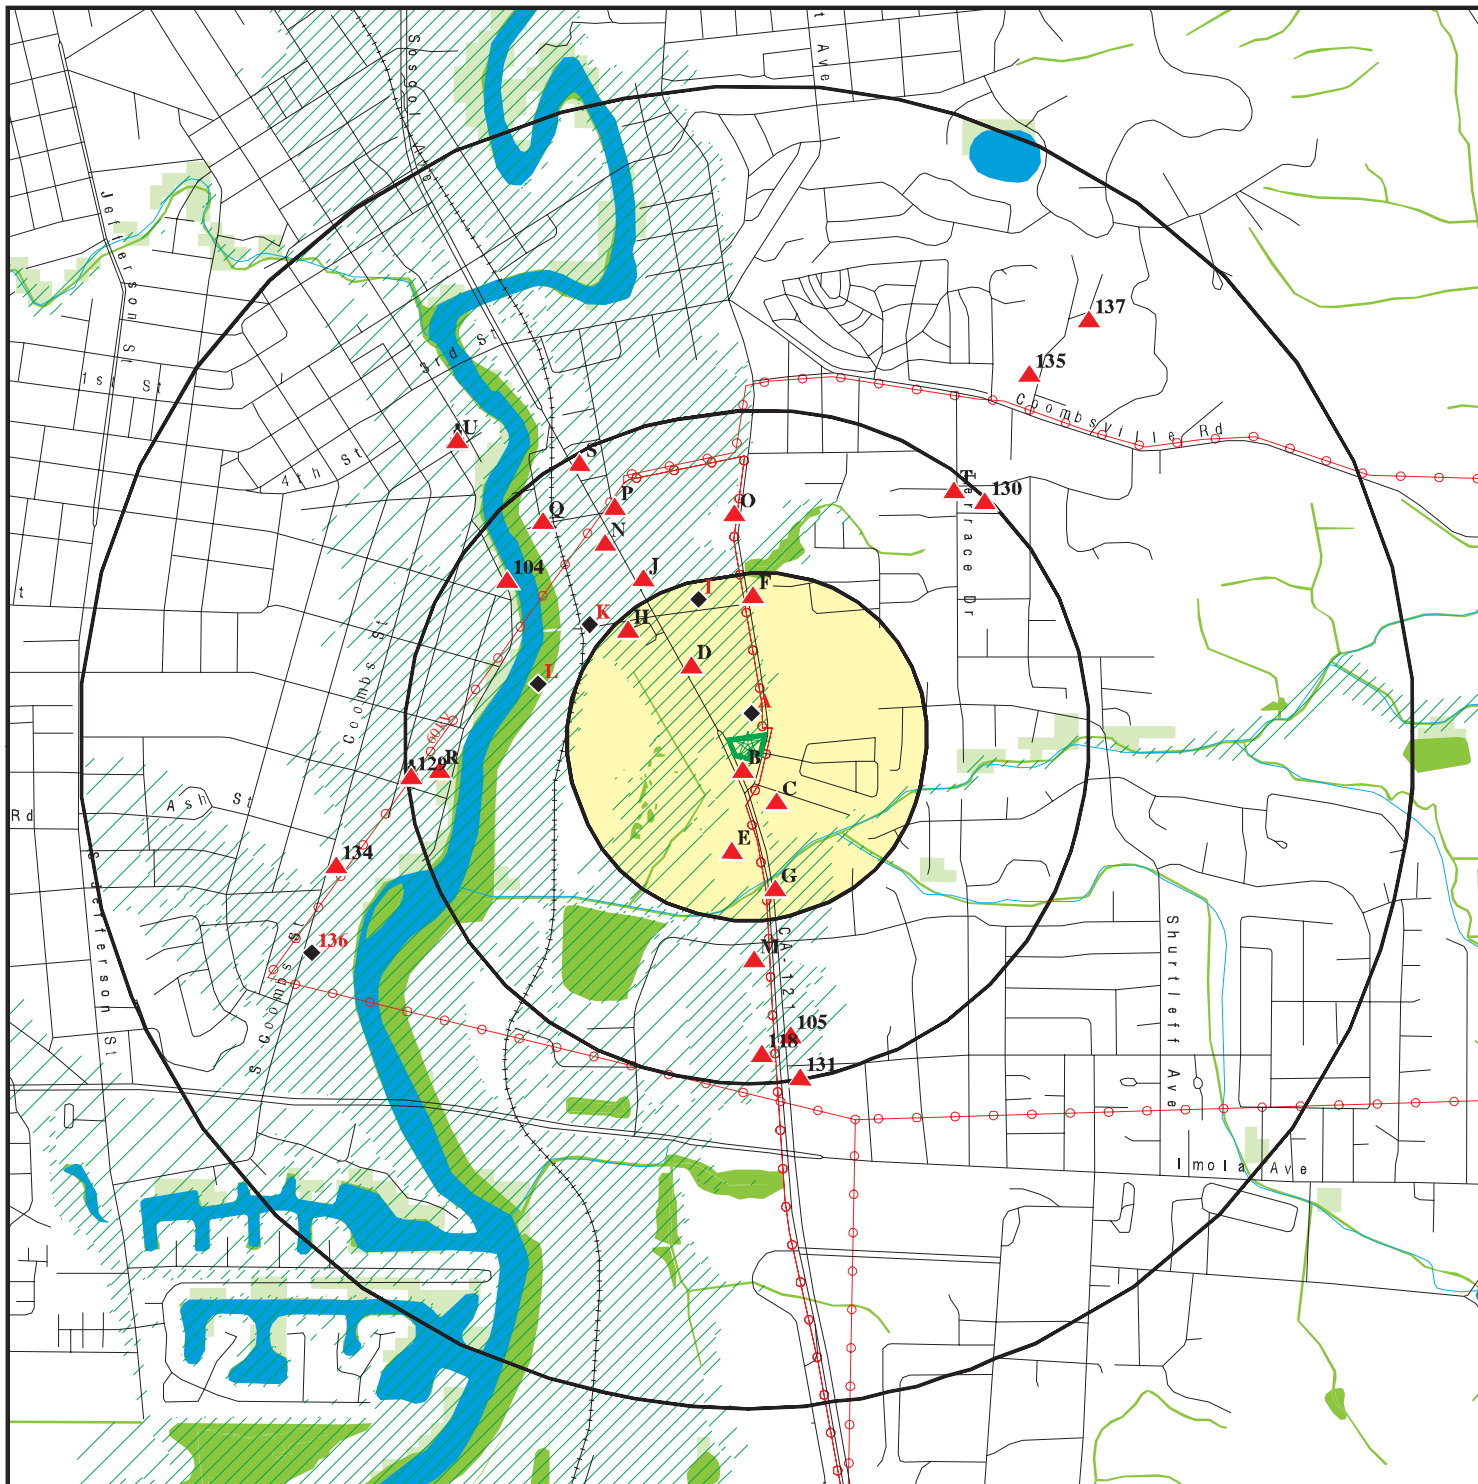 t
Ave
Soscol Ave
Jefferson St
137
3rd St
135
1st St
Coombsville Rd
U
S
4th St
T
130
P
O
Q
N
Terrace Dr
104
J
I
F
t
K
H
Coombs St
D
L
A
60kV
B
129
R
C
Ash St
Rd
E
134
S Jefferson St
G
Shurtleff Ave
CA-121
136
M
S Coombs St
105
118
131
Imola Ave